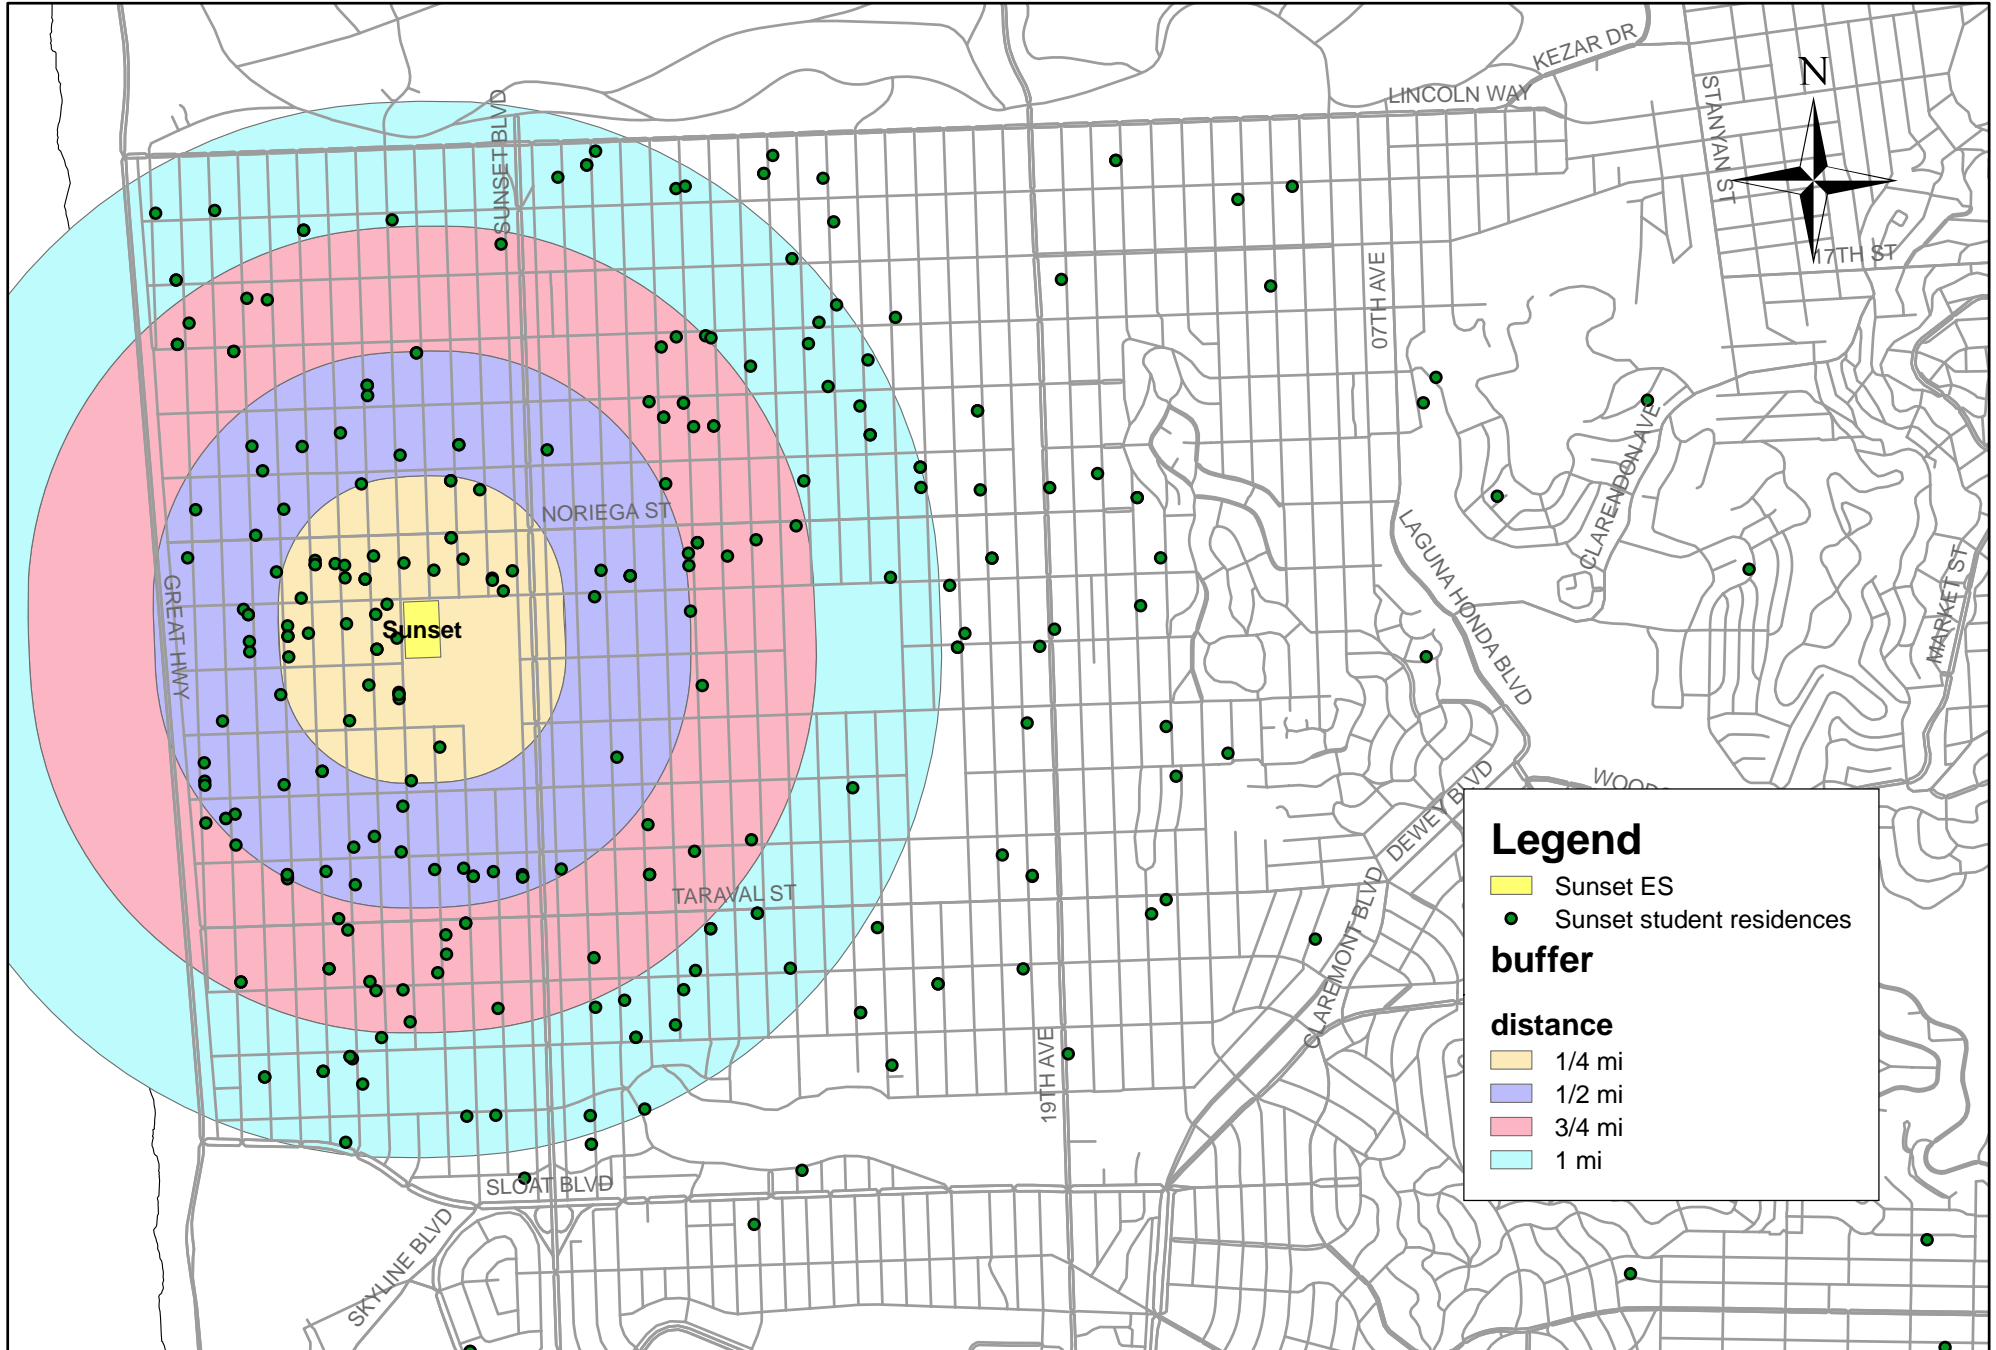 KEZAR DR
LINCOLN WAY
STANYAN ST
N
17TH ST
SUNSET BLVD
07TH AVE
CLARENDON AVE
NORIEGA ST
LAGUNA HONDA BLVD
MARKET ST
GREAT HWY
Sunset
DEWEY BLVD
TARAVAL ST
CLAREMONT BLVD
19TH AVE
SLOAT BLVD
SKYLINE BLVD
Legend
Sunset ES
Sunset student residences
buffer
distance
1/4 mi
1/2 mi
3/4 mi
1 mi